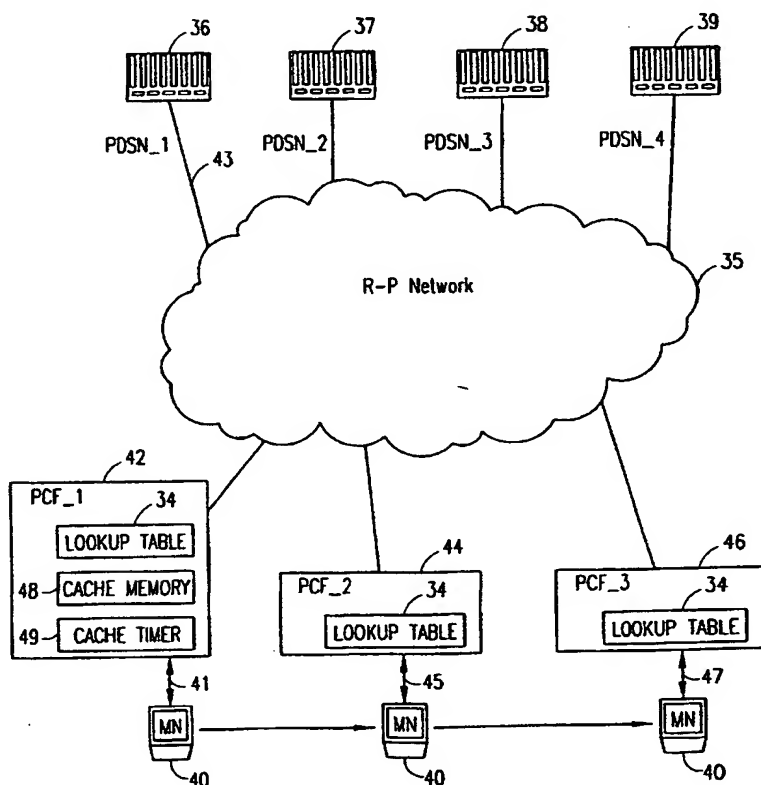 36 37 38 39
PDSN_1 PDSN_2 PDSN_3 PDSN_4
43
35
R-P Network
42
PCF_1 34
LOOKUP TABLE
44 46
48 CACHE MEMORY
PCF_2 34
PCF_3 34
49 CACHE TIMER
LOOKUP TABLE
LOOKUP TABLE
41 45 47
MN MN MN
40 40 40